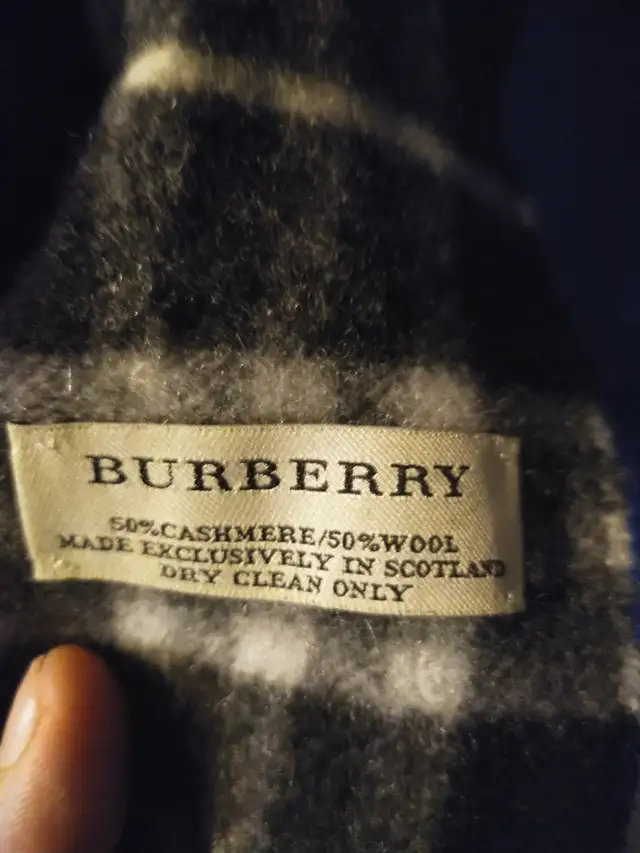 BURBERRY
50%CASHMERE/50%WOOL
MADE EXCLUSIVELY IN SCOTLAND
DRY CLEAN ONLY